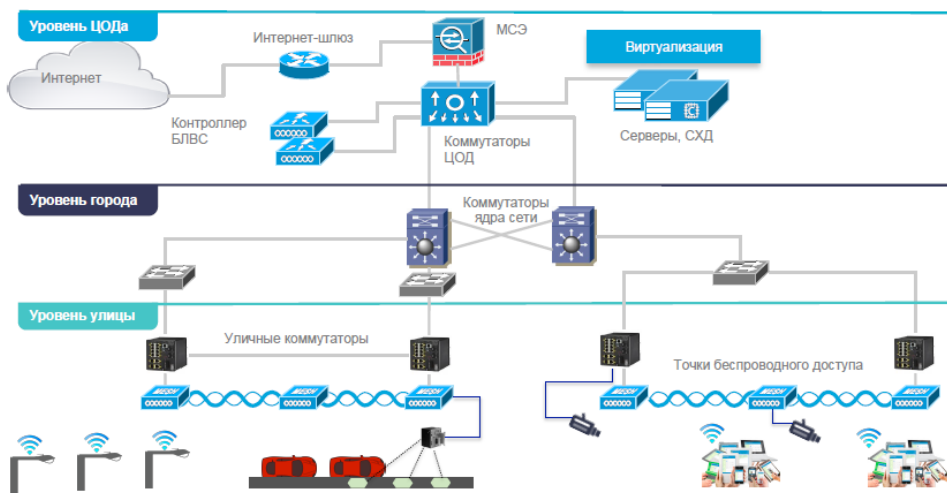 Уровень ЦОДа
Интернет-шлюз
МСЭ
Виртуализация
Интернет
Контроллер
БЛВС
Коммутаторы
ЦОД
Серверы, СХД
Уровень города
Коммутаторы
ядра сети
Уровень улицы
Уличные коммутаторы
Точки беспроводного доступа